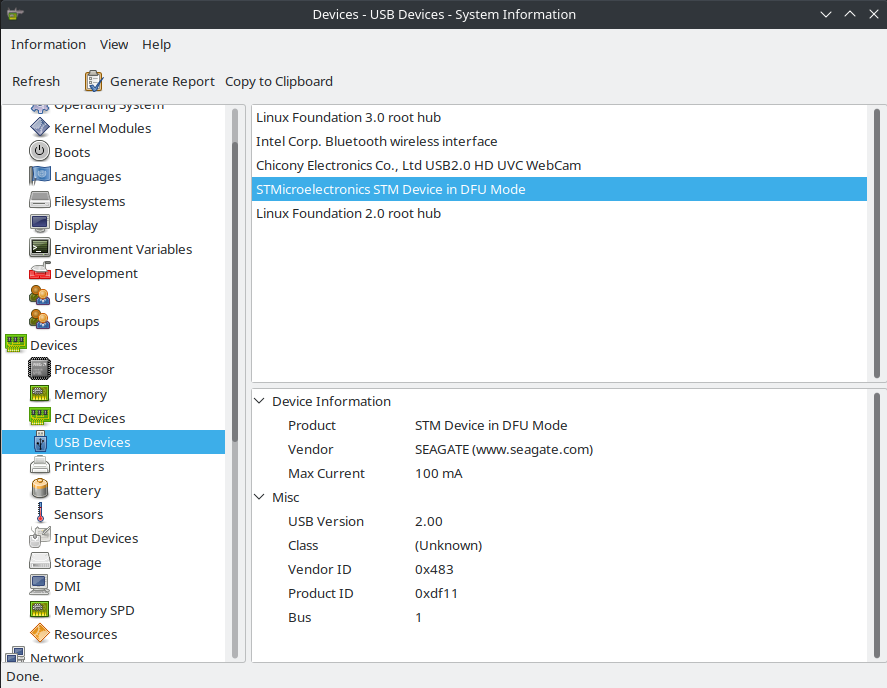 Devices - USB Devices - System Information
Information View Help
Refresh Generate Report Copy to Clipboard
Operating System
Kernel Modules
Boots
Languages
Filesystems
Display
Environment Variables
Development
Users
Groups
Devices
Processor
Memory
PCI Devices
USB Devices
Printers
Battery
Sensors
Input Devices
Storage
DMI
Memory SPD
Resources
Network
Linux Foundation 3.0 root hub
Intel Corp. Bluetooth wireless interface
Chicony Electronics Co., Ltd USB2.0 HD UVC WebCam
STMicroelectronics STM Device in DFU Mode
Linux Foundation 2.0 root hub
Device Information
Product STM Device in DFU Mode
Vendor SEAGATE (www.seagate.com)
Max Current 100 mA
Misc
USB Version 2.00
Class (Unknown)
Vendor ID 0x483
Product ID 0xdf11
Bus 1
Done.